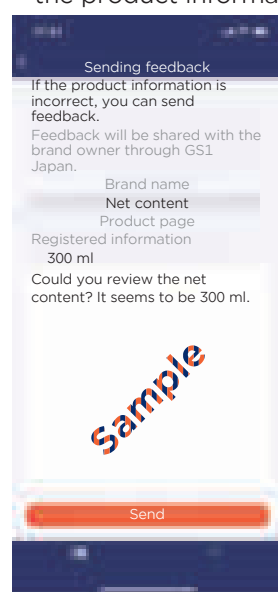 the product informa
Sending feedback
If the product information is
incorrect, you can send
feedback.
Feedback will be shared with the
brand owner through GS1
Japan.
Brand name
Net content
Product page
Registered information
300 ml
Could you review the net
content? It seems to be 300 ml.
Sample
Send